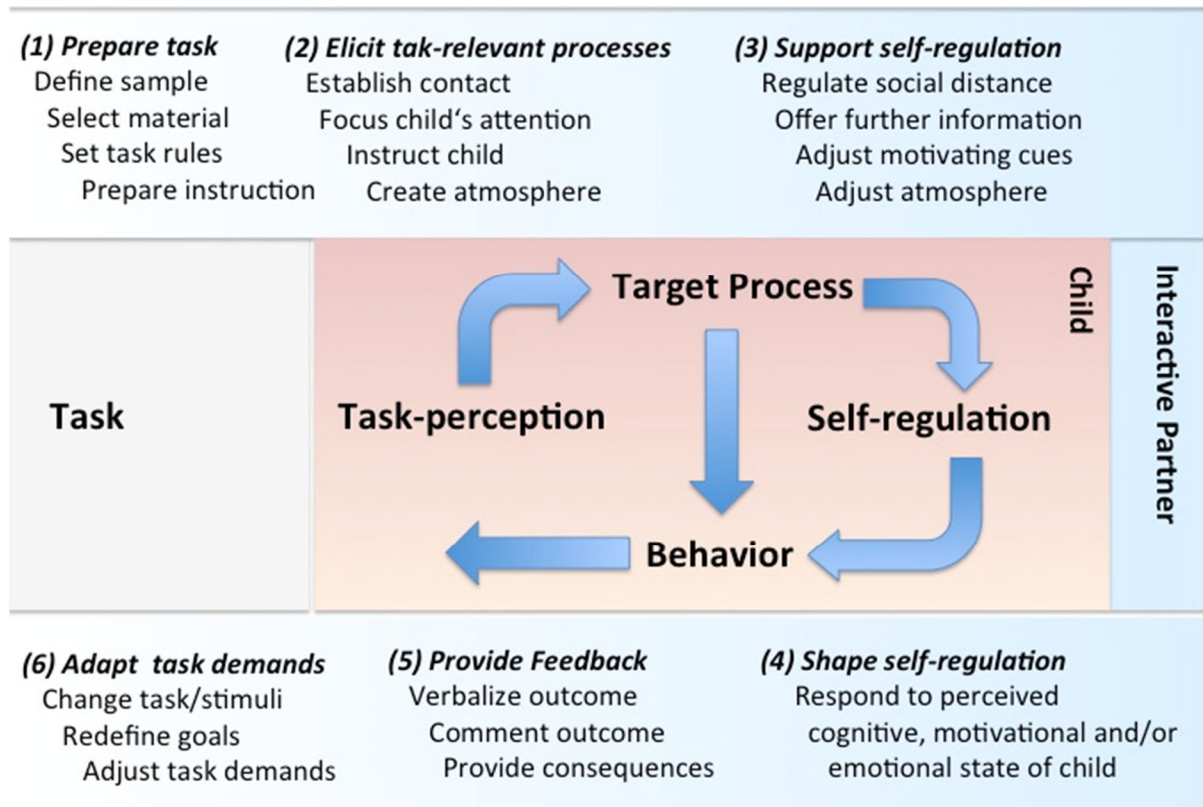 (1) Prepare task
Define sample
Select material
Set task rules
Prepare instruction
(2) Elicit tak-relevant processes
Establish contact
Focus child‘s attention
Instruct child
Create atmosphere
(3) Support self-regulation
Regulate social distance
Offer further information
Adjust motivating cues
Adjust atmosphere
Task
Task-perception
Target Process
Self-regulation
Behavior
Child
Interactive Partner
(6) Adapt  task demands
Change task/stimuli
Redefine goals
Adjust task demands
(5) Provide Feedback
Verbalize outcome
Comment outcome
Provide consequences
(4) Shape self-regulation
Respond to perceived
cognitive, motivational and/or
emotional state of child